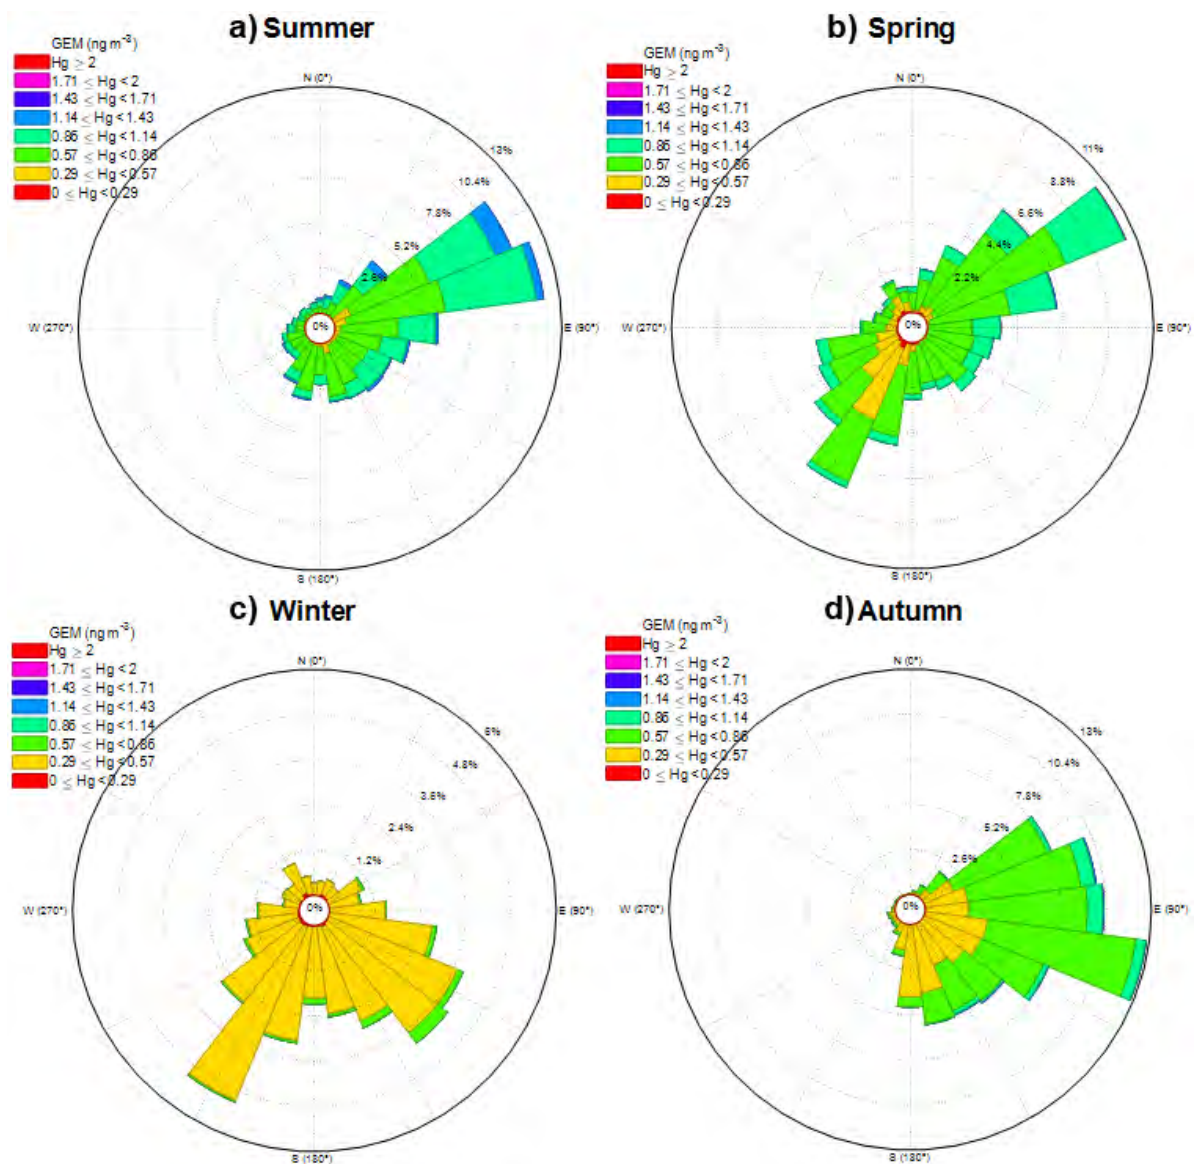 a) Summer
GEM (ng m⁻³)
Hg ≥ 2
1.71 ≤ Hg < 2
1.43 ≤ Hg < 1.71
1.14 ≤ Hg < 1.43
0.86 ≤ Hg < 1.14
0.57 ≤ Hg < 0.86
0.29 ≤ Hg < 0.57
0 ≤ Hg < 0.29
N (0°)
13%
10.4%
7.8%
5.2%
2.6%
0%
W (270°)
E (90°)
S (180°)
b) Spring
GEM (ng m⁻³)
Hg ≥ 2
1.71 ≤ Hg < 2
1.43 ≤ Hg < 1.71
1.14 ≤ Hg < 1.43
0.86 ≤ Hg < 1.14
0.57 ≤ Hg < 0.86
0.29 ≤ Hg < 0.57
0 ≤ Hg < 0.29
N (0°)
11%
8.8%
6.6%
4.4%
2.2%
0%
W (270°)
E (90°)
S (180°)
c) Winter
GEM (ng m⁻³)
Hg ≥ 2
1.71 ≤ Hg < 2
1.43 ≤ Hg < 1.71
1.14 ≤ Hg < 1.43
0.86 ≤ Hg < 1.14
0.57 ≤ Hg < 0.86
0.29 ≤ Hg < 0.57
0 ≤ Hg < 0.29
N (0°)
6%
4.8%
3.6%
2.4%
1.2%
0%
W (270°)
E (90°)
S (180°)
d) Autumn
GEM (ng m⁻³)
Hg ≥ 2
1.71 ≤ Hg < 2
1.43 ≤ Hg < 1.71
1.14 ≤ Hg < 1.43
0.86 ≤ Hg < 1.14
0.57 ≤ Hg < 0.86
0.29 ≤ Hg < 0.57
0 ≤ Hg < 0.29
N (0°)
13%
10.4%
7.8%
5.2%
2.6%
0%
W (270°)
E (90°)
S (180°)